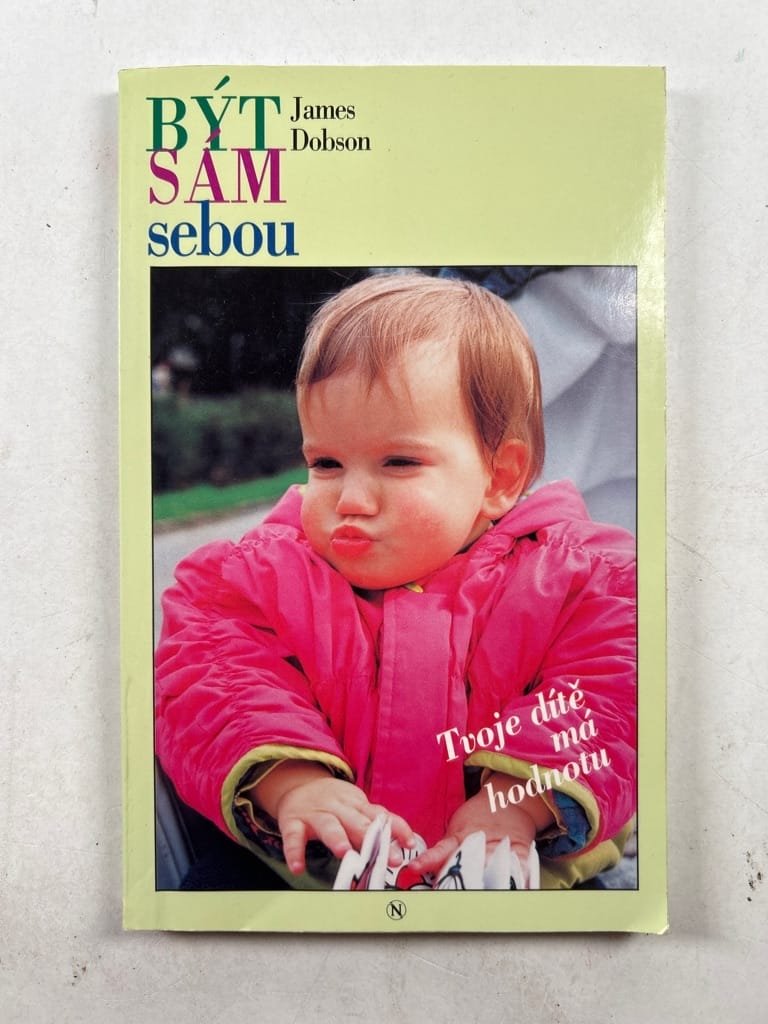 BÝT
SÁM
sebou
James
Dobson
Tvoje dítě
má
hodnotu
N